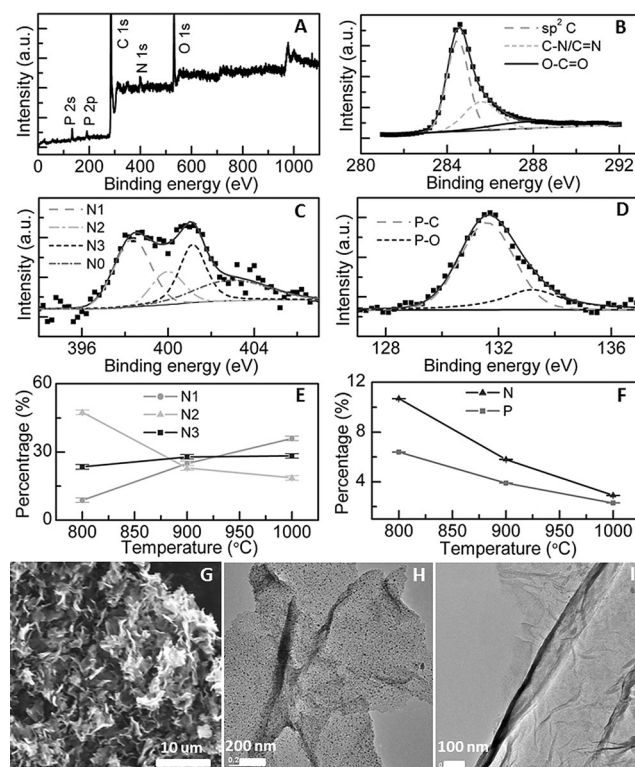 A
Intensity (a.u.)
P 2s
P 2p
C 1s
N 1s
O 1s
0 200 400 600 800 1000
Binding energy (eV)
B
Intensity (a.u.)
sp² C
C-N/C=N
O-C=O
280 284 288 292
Binding energy (eV)
C
Intensity (a.u.)
N1
N2
N3
N0
396 400 404
Binding energy (eV)
D
Intensity (a.u.)
P-C
P-O
128 132 136
Binding energy (eV)
E
Percentage (%)
60
30
0
N1
N2
N3
800 850 900 950 1000
Temperature (°C)
F
Percentage (%)
12
8
4
N
P
800 850 900 950 1000
Temperature (°C)
G
10 um
H
200 nm
I
100 nm